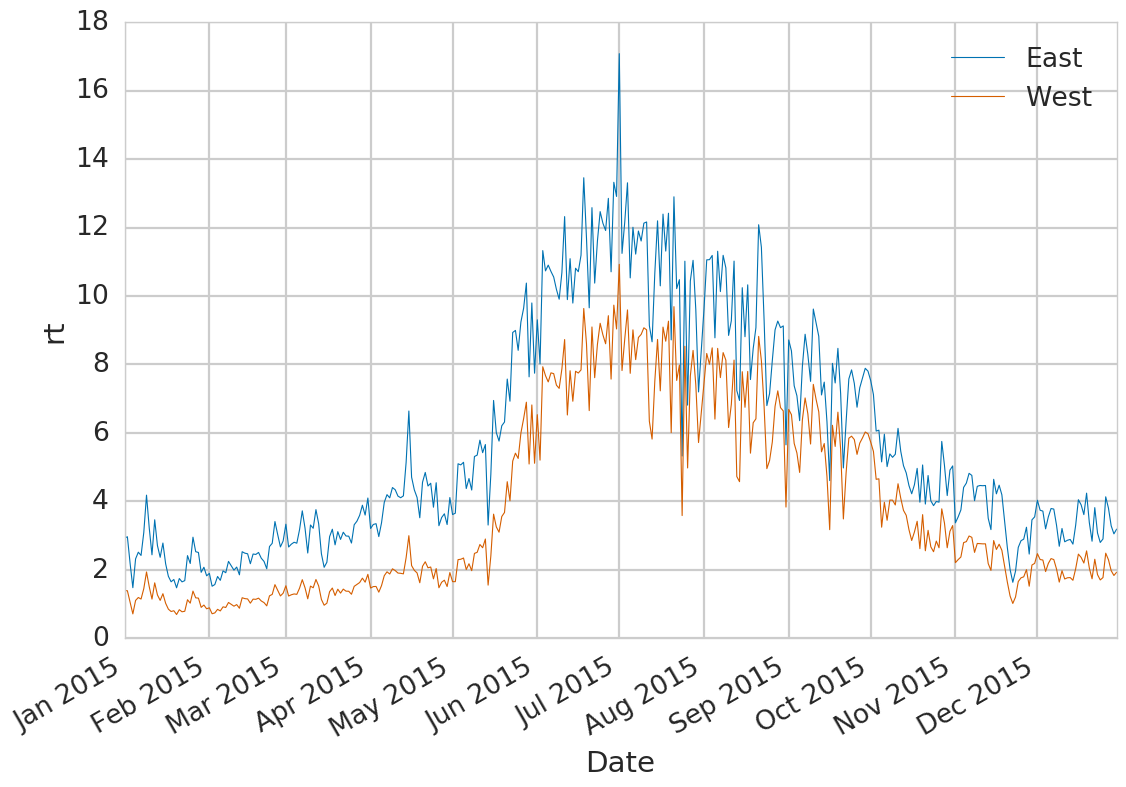 18
16
14
12
10
8
6
4
2
0
rt
East
West
Jan 2015
Feb 2015
Mar 2015
Apr 2015
May 2015
Jun 2015
Jul 2015
Aug 2015
Sep 2015
Oct 2015
Nov 2015
Dec 2015
Date